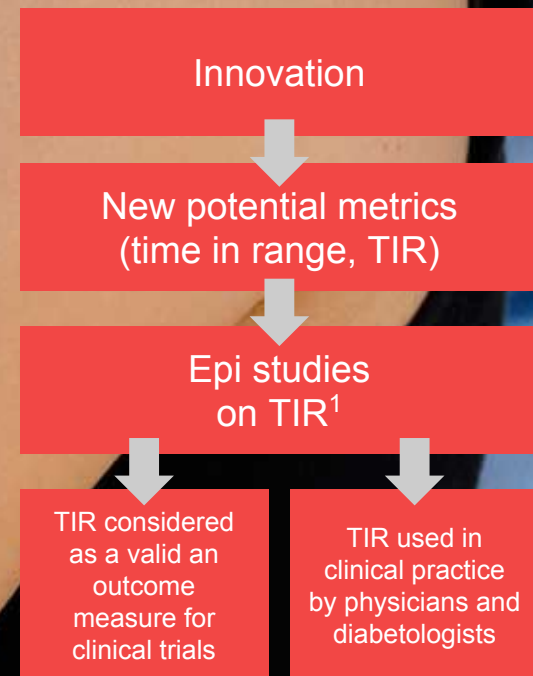 Innovation
New potential metrics
(time in range, TIR)
Epi studies
on TIR¹
TIR considered
as a valid an
outcome
measure for
clinical trials
TIR used in
clinical practice
by physicians and
diabetologists